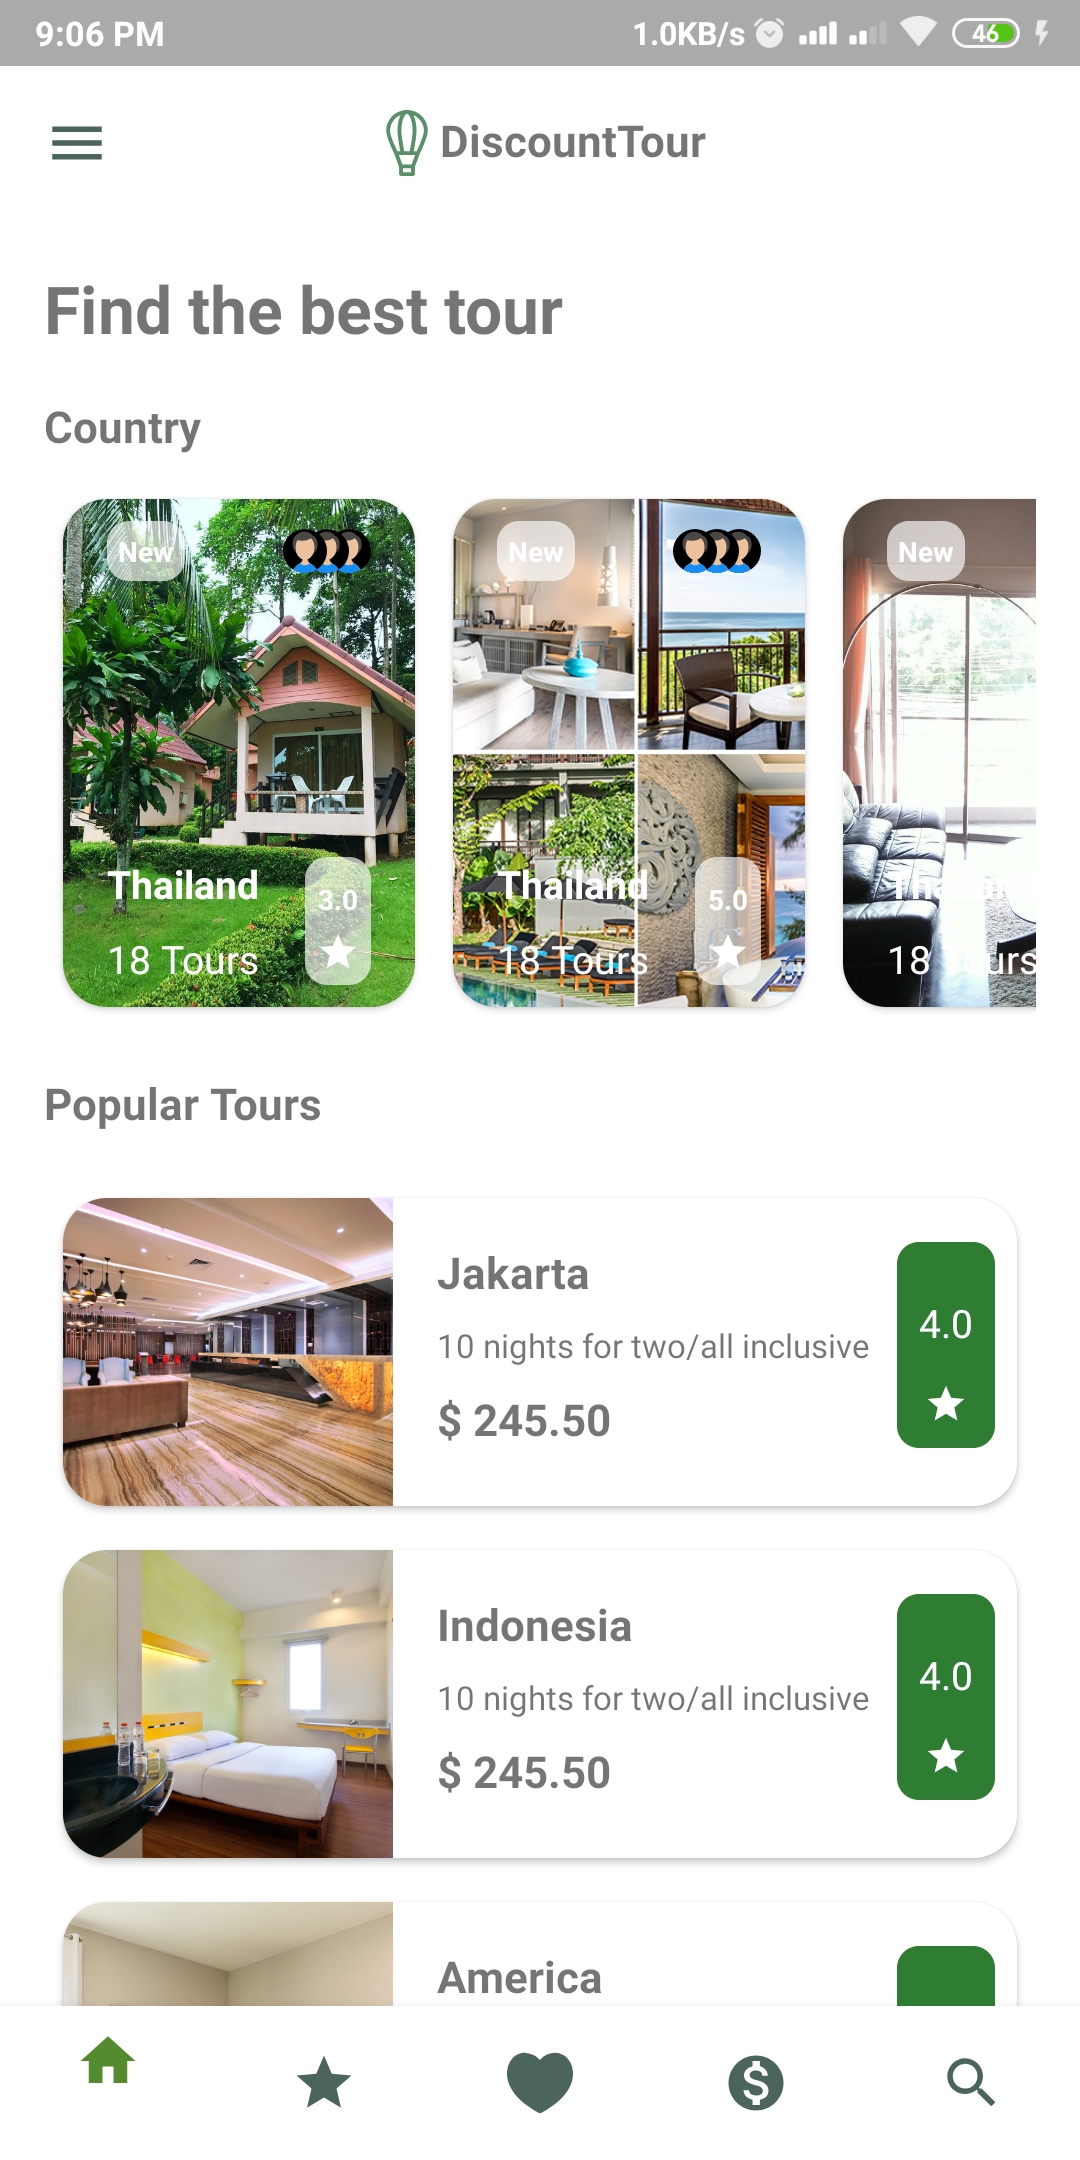 9:06 PM 1.0KB/s 46
DiscountTour
Find the best tour
Country
New
Thailand
18 Tours
3.0
New
Thailand
18 Tours
5.0
New
Thailand
18 Tours
Popular Tours
Jakarta
10 nights for two/all inclusive
$ 245.50
4.0
Indonesia
10 nights for two/all inclusive
$ 245.50
4.0
America